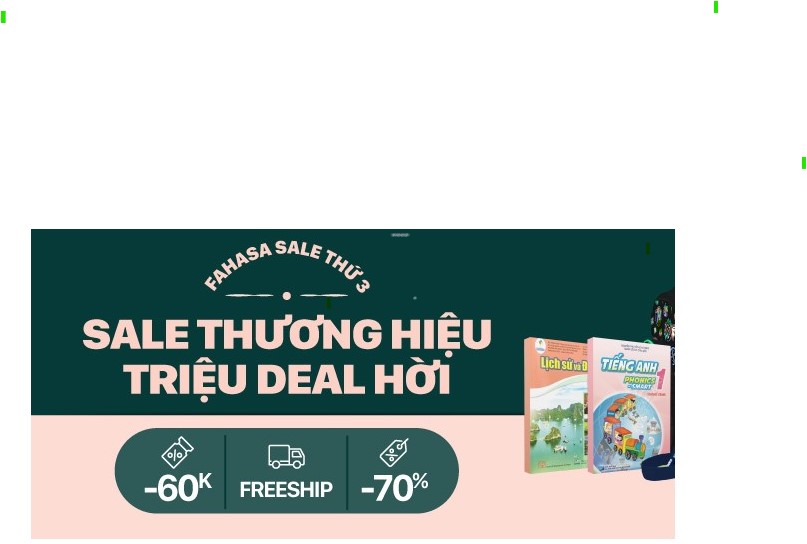 FAHASA SALE THỨ 3
SALE THƯƠNG HIỆU
TRIỆU DEAL HỜI
-60K
FREESHIP
-70%
Lịch sử và Đ
TIẾNG ANH
1
PHONICS
SMART